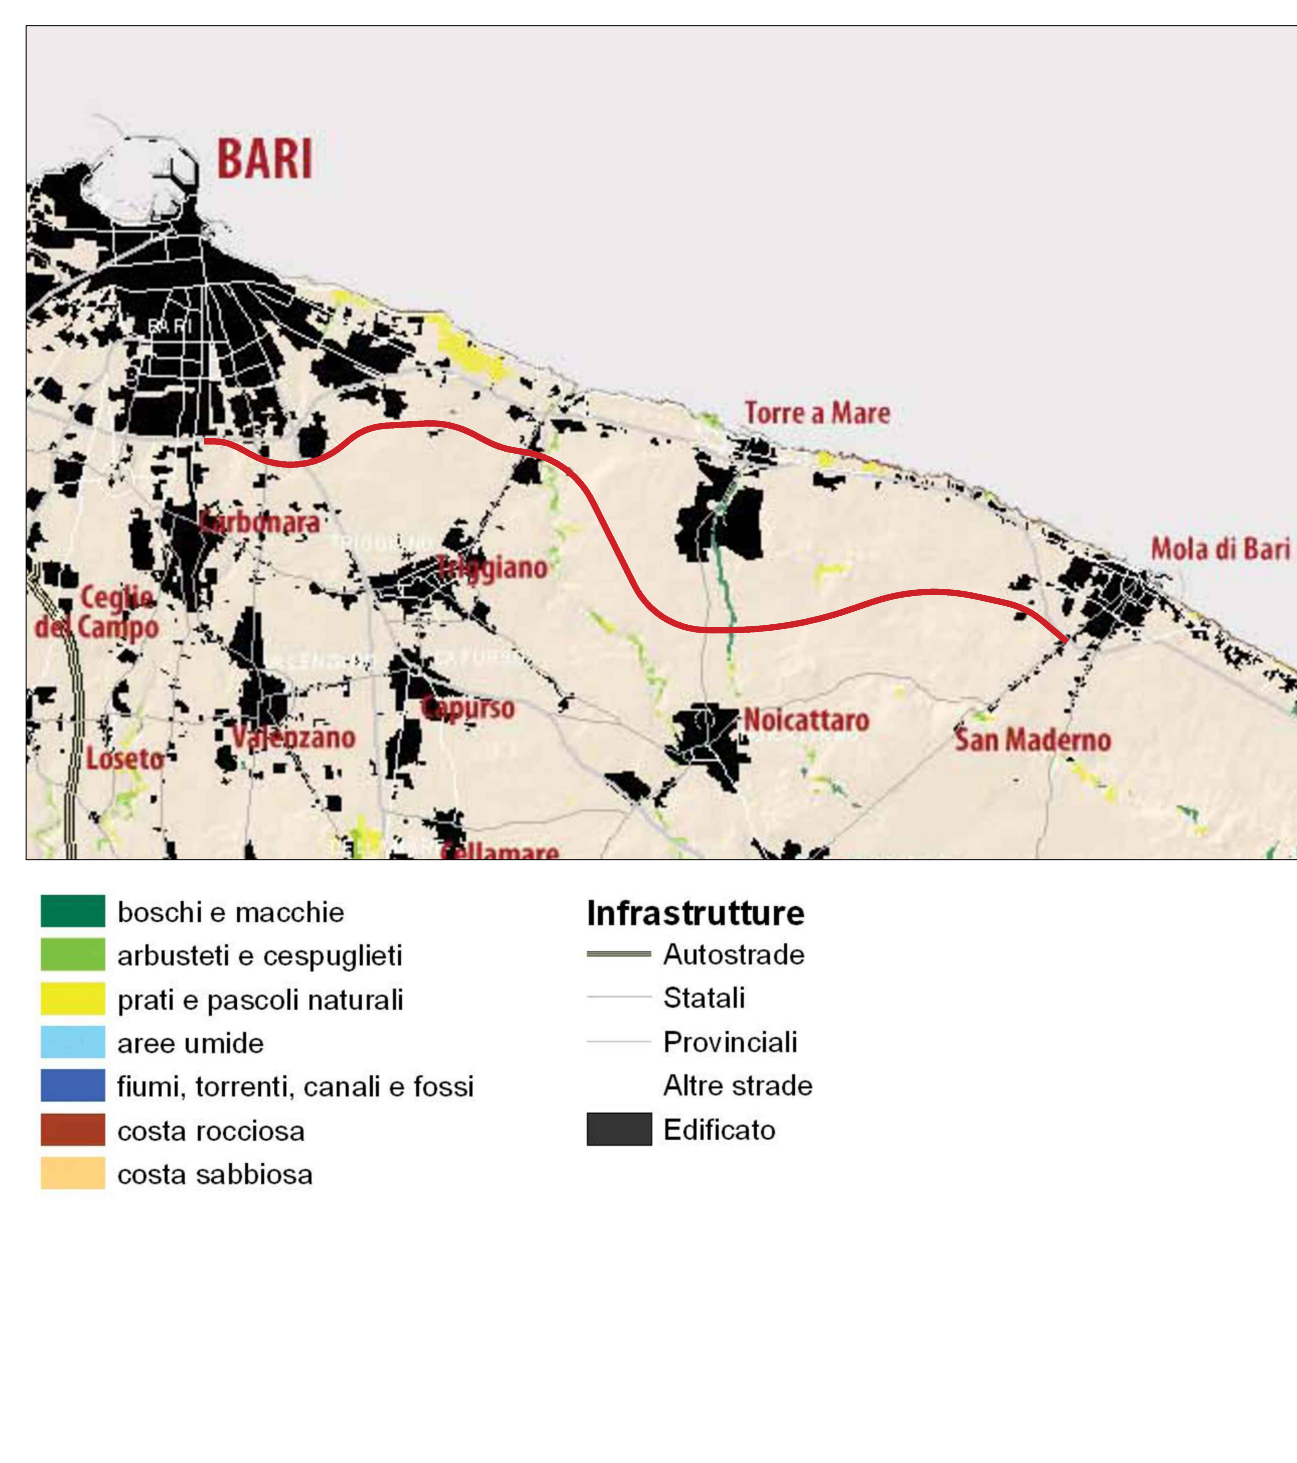 BARI
BARI
Torre a Mare
Mola di Bari
Carbonara
Triggiano
Ceglie
del Campo
CAPURSO
Capurso
Noicattaro
Valenzano
San Maderno
Loseto
Cellamare
boschi e macchie
arbusteti e cespuglieti
prati e pascoli naturali
aree umide
fiumi, torrenti, canali e fossi
costa rocciosa
costa sabbiosa
Infrastrutture
Autostrade
Statali
Provinciali
Altre strade
Edificato